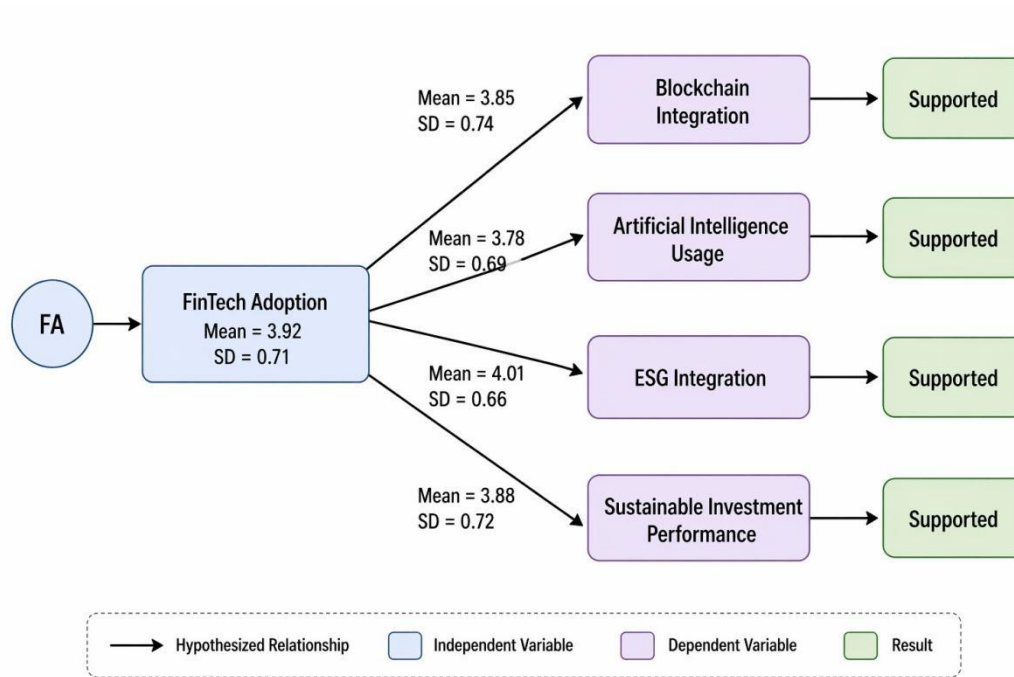 Mean = 3.85
SD = 0.74
Blockchain
Integration
Supported
Mean = 3.78
SD = 0.69
Artificial Intelligence
Usage
Supported
FA
FinTech Adoption
Mean = 3.92
SD = 0.71
Mean = 4.01
SD = 0.66
ESG Integration
Supported
Mean = 3.88
SD = 0.72
Sustainable Investment
Performance
Supported
Hypothesized Relationship
Independent Variable
Dependent Variable
Result